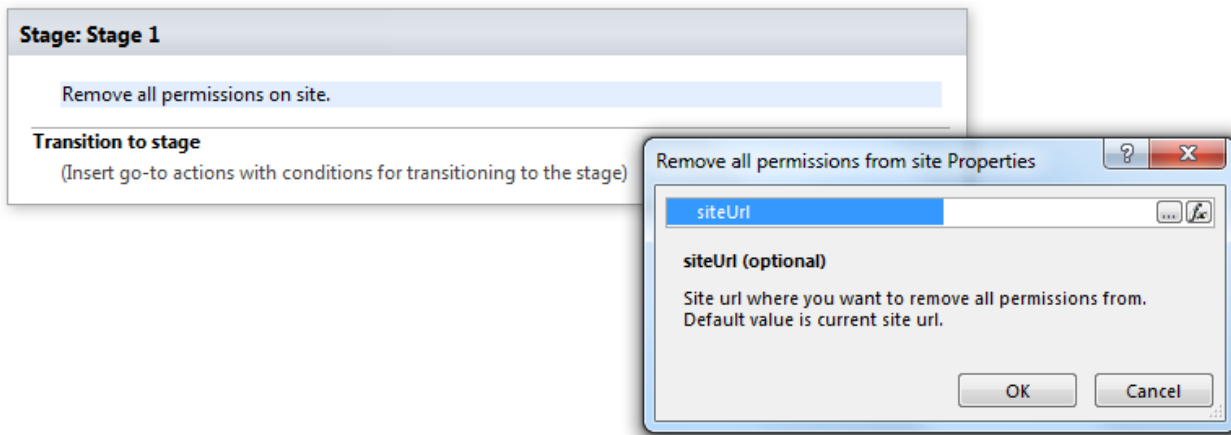 Stage: Stage 1
Remove all permissions on site.
Transition to stage
(Insert go-to actions with conditions for transitioning to the stage)
Remove all permissions from site Properties
?
X
siteUrl
...
fx
siteUrl (optional)
Site url where you want to remove all permissions from.
Default value is current site url.
OK
Cancel